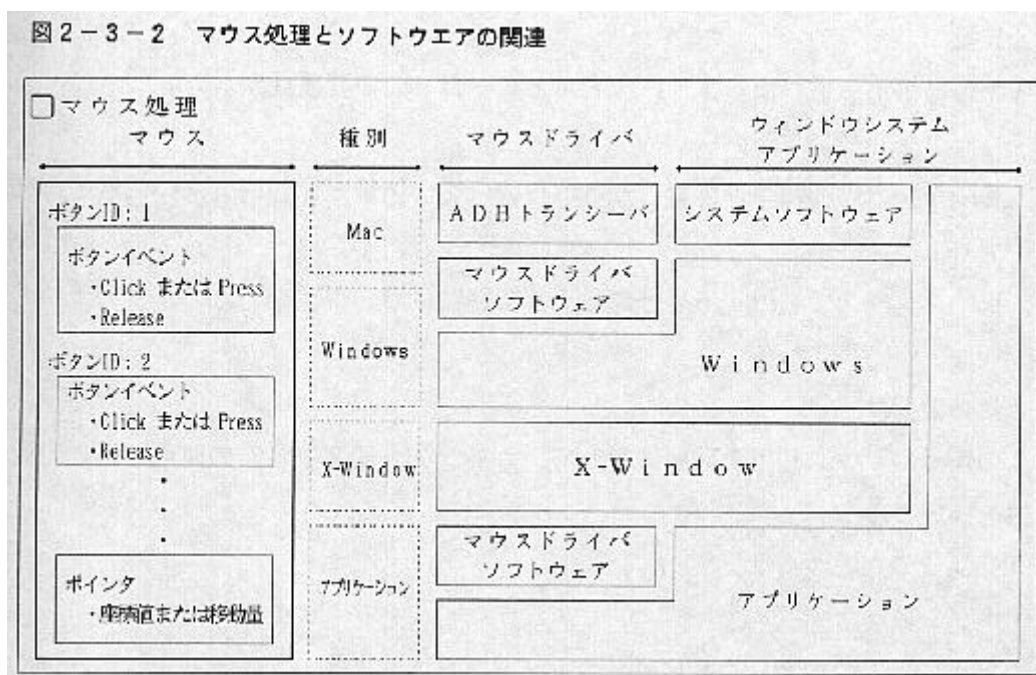 図2-3-2 マウス処理とソフトウエアの関連
マウス処理
マウス
種別
マウスドライバ
ウィンドウシステム
アプリケーション
ボタンID: 1
ボタンイベント
・Click または Press
・Release
ボタンID: 2
ボタンイベント
・Click または Press
・Release
ポインタ
・座標値または移動量
Mac
Windows
X-Window
アプリケーション
ADHトランシーバ
システムソフトウェア
マウスドライバ
ソフトウェア
Windows
X-Window
マウスドライバ
ソフトウェア
アプリケーション